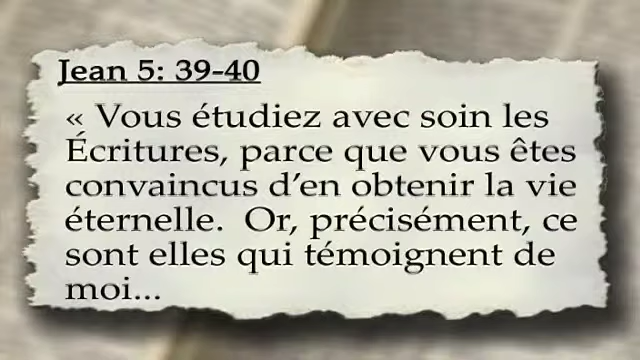 Jean 5: 39-40
« Vous étudiez avec soin les
Écritures, parce que vous êtes
convaincus d’en obtenir la vie
éternelle.  Or, précisément, ce
sont elles qui témoignent de
moi...